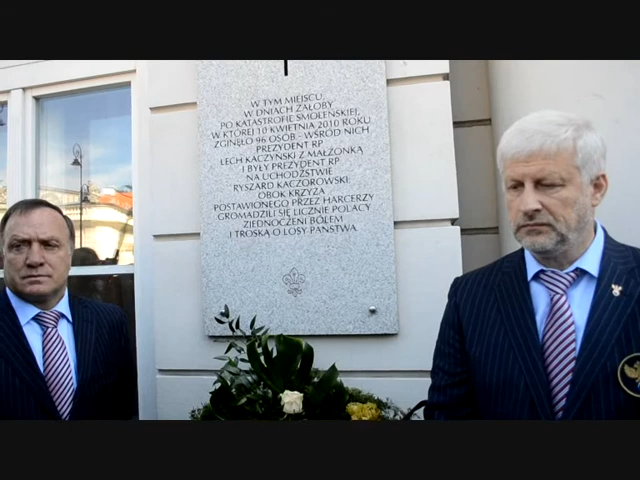 W TYM MIEJSCU,
W DNIACH ŻAŁOBY
PO KATASTROFIE SMOLEŃSKIEJ,
W KTÓREJ 10 KWIETNIA 2010 ROKU
ZGINĘŁO 96 OSÓB - WŚRÓD NICH
PREZYDENT RP
LECH KACZYŃSKI Z MAŁŻONKĄ
I BYŁY PREZYDENT RP
NA UCHODŹSTWIE
RYSZARD KACZOROWSKI,
OBOK KRZYŻA
POSTAWIONEGO PRZEZ HARCERZY
GROMADZILI SIĘ LICZNIE POLACY
ZJEDNOCZENI BÓLEM
I TROSKĄ O LOSY PAŃSTWA